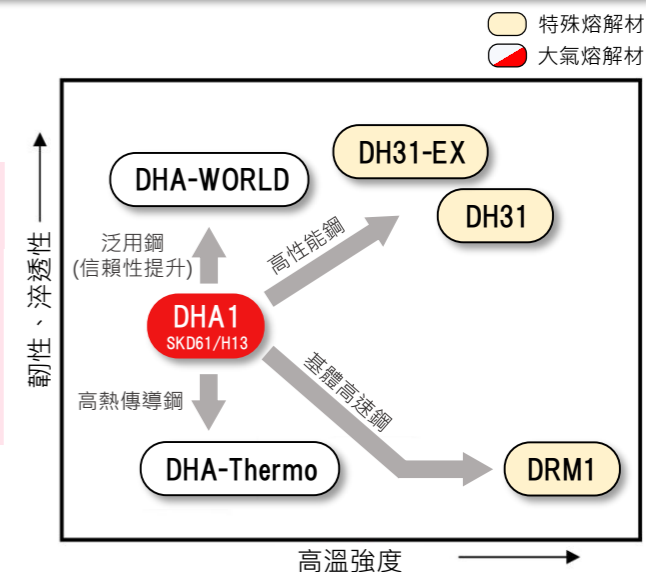 特殊熔解材
大氣熔解材
韌性、淬透性
DHA-WORLD
DH31-EX
DH31
泛用鋼
(信賴性提升)
高性能鋼
DHA1
SKD61/H13
基體高速鋼
高熱傳導鋼
DHA-Thermo
DRM1
高溫強度